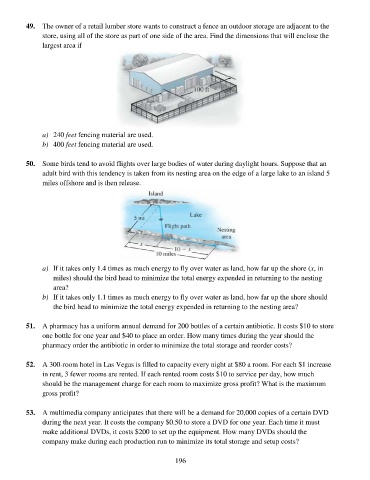 49. The owner of a retail lumber store wants to construct a fence an outdoor storage are adjacent to the
store, using all of the store as part of one side of the area. Find the dimensions that will enclose the
largest area if
100 ft
a) 240 feet fencing material are used.
b) 400 feet fencing material are used.
50. Some birds tend to avoid flights over large bodies of water during daylight hours. Suppose that an
adult bird with this tendency is taken from its nesting area on the edge of a large lake to an island 5
miles offshore and is then release.
Island
5 mi
Lake
Flight path
Nesting
area
x
10 − x
10 miles
a) If it takes only 1.4 times as much energy to fly over water as land, how far up the shore (x, in
miles) should the bird head to minimize the total energy expended in returning to the nesting
area?
b) If it takes only 1.1 times as much energy to fly over water as land, how far up the shore should
the bird head to minimize the total energy expended in returning to the nesting area?
51. A pharmacy has a uniform annual demand for 200 bottles of a certain antibiotic. It costs $10 to store
one bottle for one year and $40 to place an order. How many times during the year should the
pharmacy order the antibiotic in order to minimize the total storage and reorder costs?
52. A 300-room hotel in Las Vegas is filled to capacity every night at $80 a room. For each $1 increase
in rent, 3 fewer rooms are rented. If each rented room costs $10 to service per day, how much
should be the management charge for each room to maximize gross profit? What is the maximum
gross profit?
53. A multimedia company anticipates that there will be a demand for 20,000 copies of a certain DVD
during the next year. It costs the company $0.50 to store a DVD for one year. Each time it must
make additional DVDs, it costs $200 to set up the equipment. How many DVDs should the
company make during each production run to minimize its total storage and setup costs?
196